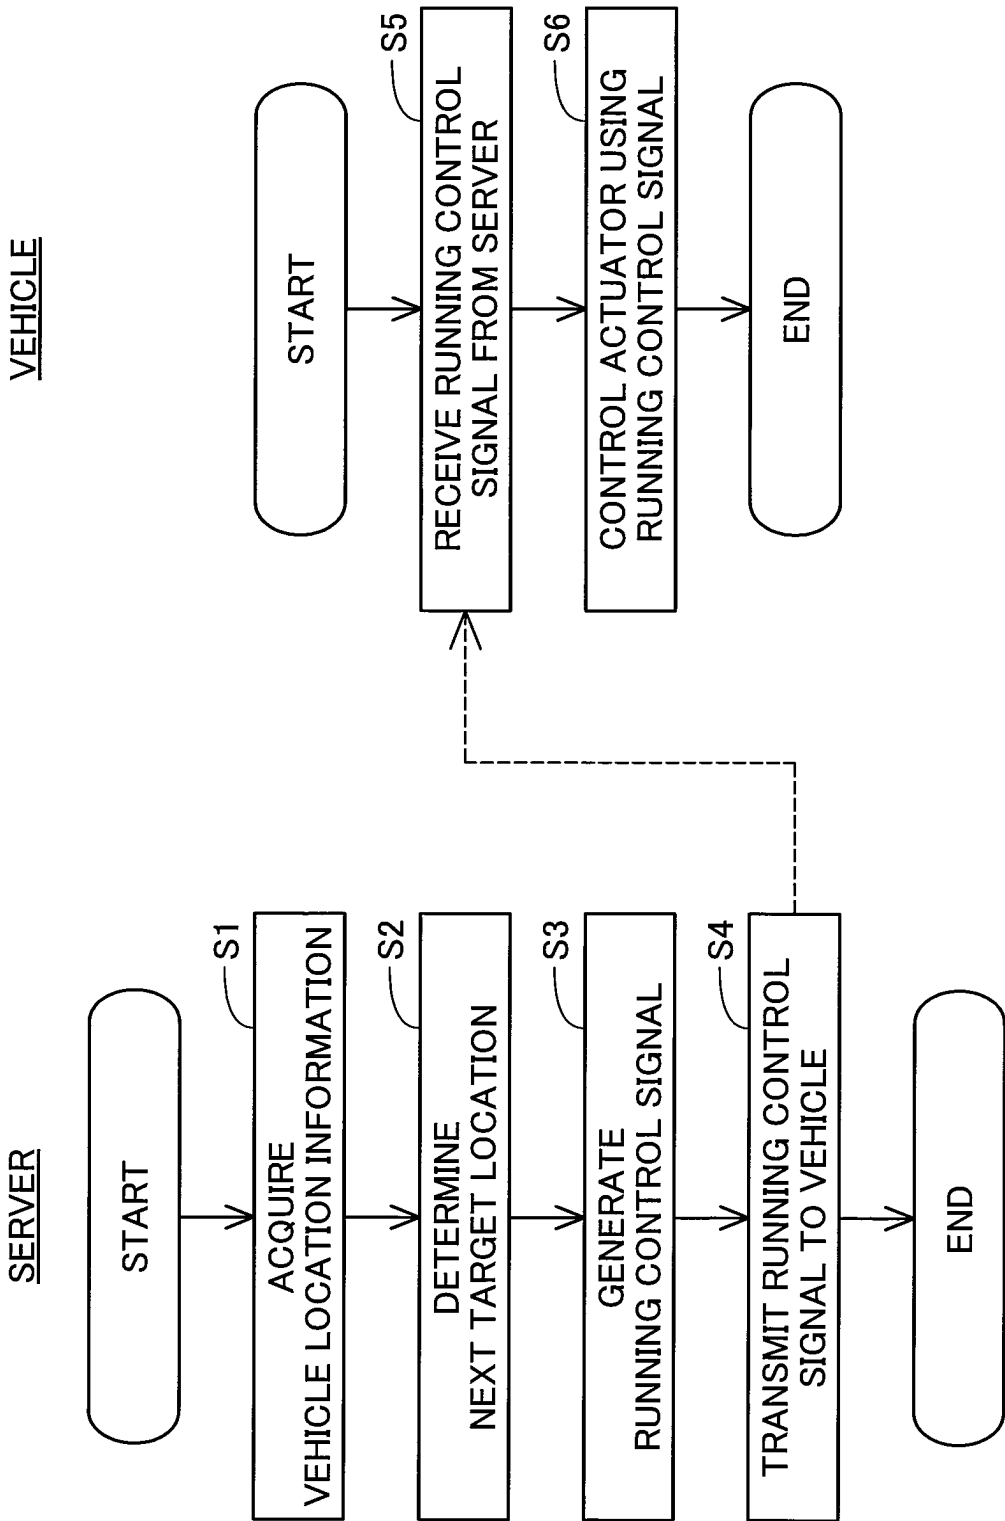 SERVER
START
S1
ACQUIRE
VEHICLE LOCATION INFORMATION
S2
DETERMINE
NEXT TARGET LOCATION
S3
GENERATE
RUNNING CONTROL SIGNAL
S4
TRANSMIT RUNNING CONTROL
SIGNAL TO VEHICLE
END
VEHICLE
START
S5
RECEIVE RUNNING CONTROL
SIGNAL FROM SERVER
S6
CONTROL ACTUATOR USING
RUNNING CONTROL SIGNAL
END